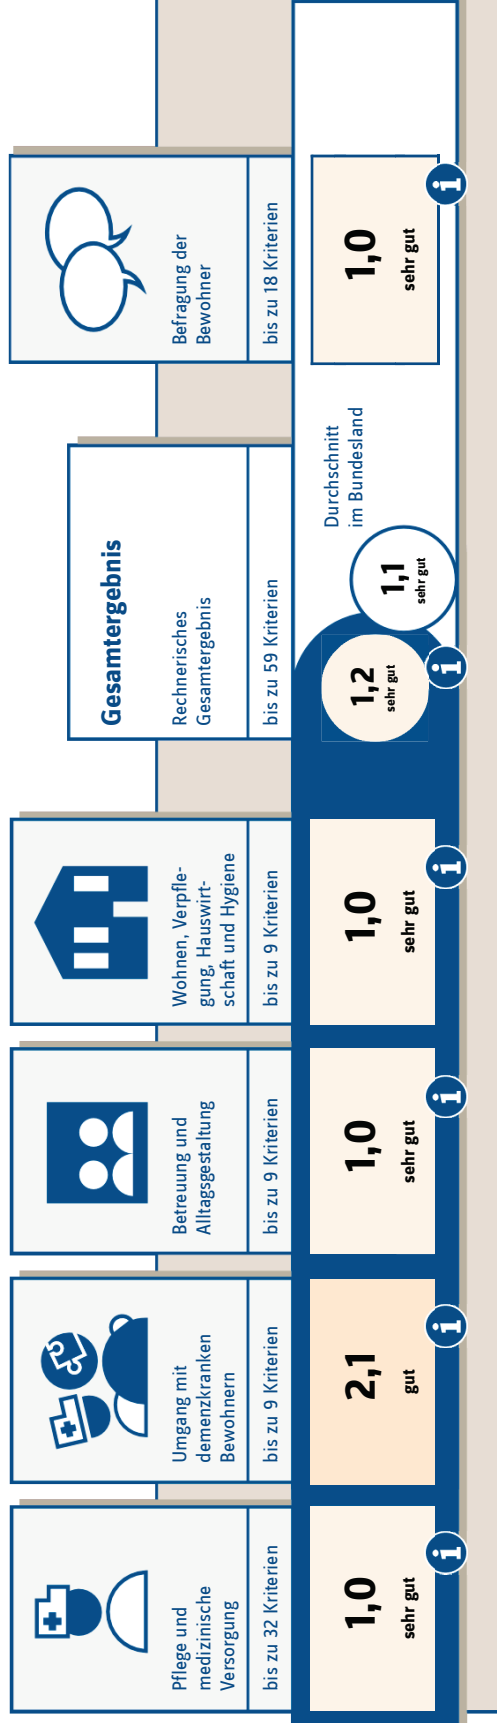 Pflege und
medizinische
Versorgung
bis zu 32 Kriterien
1,0
sehr gut
i
Umgang mit
demenzkranken
Bewohnern
bis zu 9 Kriterien
2,1
gut
i
Betreuung und
Alltagsgestaltung
bis zu 9 Kriterien
1,0
sehr gut
i
Wohnen, Verpfle-
gung, Hauswirt-
schaft und Hygiene
bis zu 9 Kriterien
1,0
sehr gut
i
Gesamtergebnis
Rechnerisches
Gesamtergebnis
bis zu 59 Kriterien
1,2
sehr gut
i
Durchschnitt
im Bundesland
1,1
sehr gut
Befragung der
Bewohner
bis zu 18 Kriterien
1,0
sehr gut
i